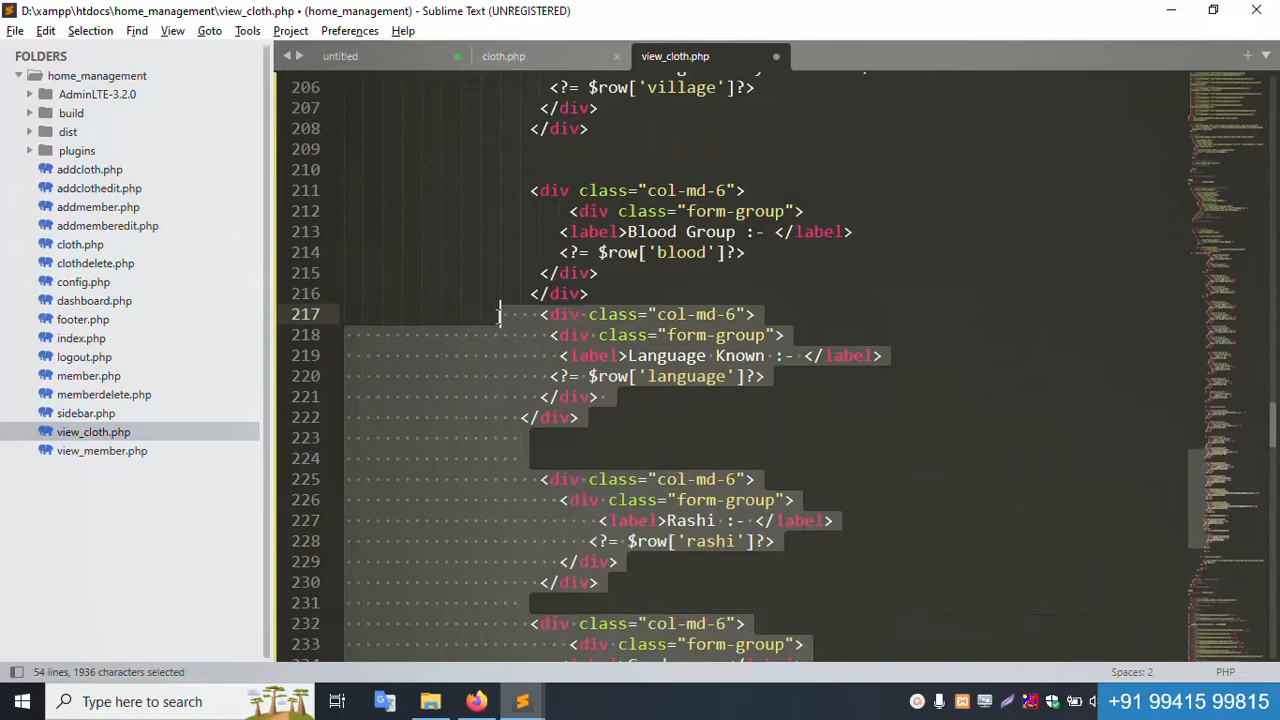 D:\xampp\htdocs\home_management\view_cloth.php • (home_management) - Sublime Text (UNREGISTERED)
File Edit Selection Find View Goto Tools Project Preferences Help
FOLDERS
home_management
AdminLTE-3.2.0
build
dist
plugins
addcloth.php
addclothedit.php
addmember.php
addmemberedit.php
cloth.php
clothdelete.php
config.php
dashboard.php
footer.php
index.php
logout.php
member.php
memberdelete.php
sidebar.php
view_cloth.php
view_member.php
untitled cloth.php × view_cloth.php
206 <?= $row['village']?>
207 </div>
208 </div>
209
210
211 <div class="col-md-6">
212 <div class="form-group">
213 <label>Blood Group :- </label>
214 <?= $row['blood']?>
215 </div>
216 </div>
217 <div class="col-md-6">
218 <div class="form-group">
219 <label>Language Known :- </label>
220 <?= $row['language']?>
221 </div>
222 </div>
223
224
225 <div class="col-md-6">
226 <div class="form-group">
227 <label>Rashi :- </label>
228 <?= $row['rashi']?>
229 </div>
230 </div>
231
232 <div class="col-md-6">
233 <div class="form-group">
54 lines, 1936 characters selected Spaces: 2 PHP
Type here to search
+91 99415 99815